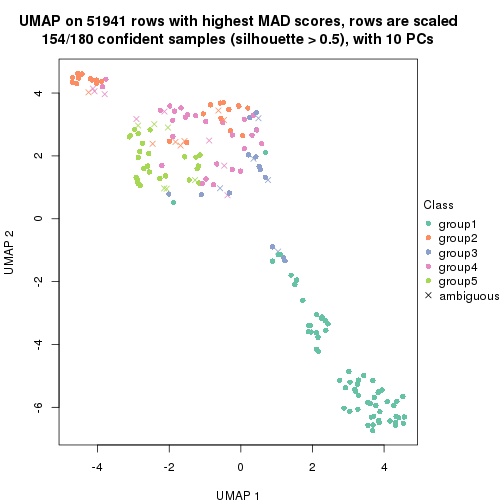 UMAP on 51941 rows with highest MAD scores, rows are scaled
154/180 confident samples (silhouette > 0.5), with 10 PCs
4
2
0
-2
-4
-6
UMAP 2
-4
-2
0
2
4
UMAP 1
Class
group1
group2
group3
group4
group5
ambiguous